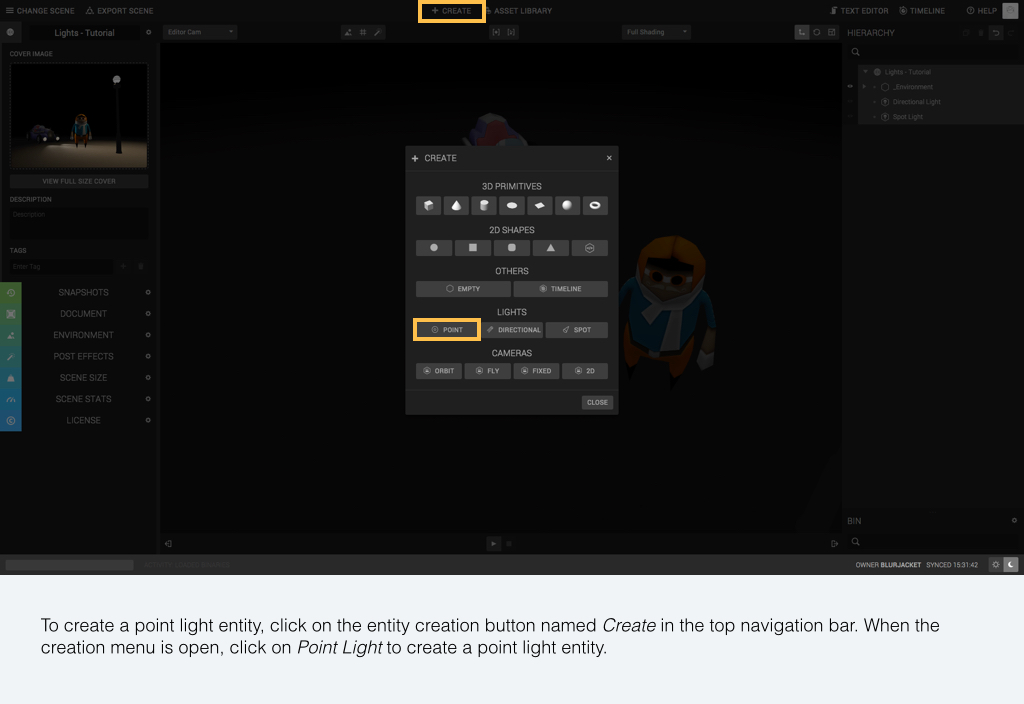 CHANGE SCENE EXPORT SCENE CREATE ASSET LIBRARY TEXT EDITOR TIMELINE HELP
Lights - Tutorial Editor Cam Full Shading HIERARCHY
COVER IMAGE
Lights - Tutorial
_Environment
Directional Light
Spot Light
VIEW FULL SIZE COVER
DESCRIPTION
Description
TAGS
Enter Tag
SNAPSHOTS
DOCUMENT
ENVIRONMENT
POST EFFECTS
SCENE SIZE
SCENE STATS
LICENSE
CREATE
3D PRIMITIVES
2D SHAPES
OTHERS
EMPTY TIMELINE
LIGHTS
POINT DIRECTIONAL SPOT
CAMERAS
ORBIT FLY FIXED 2D
CLOSE
BIN
OWNER BLURJACKET SYNCED 15:31:42
To create a point light entity, click on the entity creation button named Create in the top navigation bar. When the
creation menu is open, click on Point Light to create a point light entity.